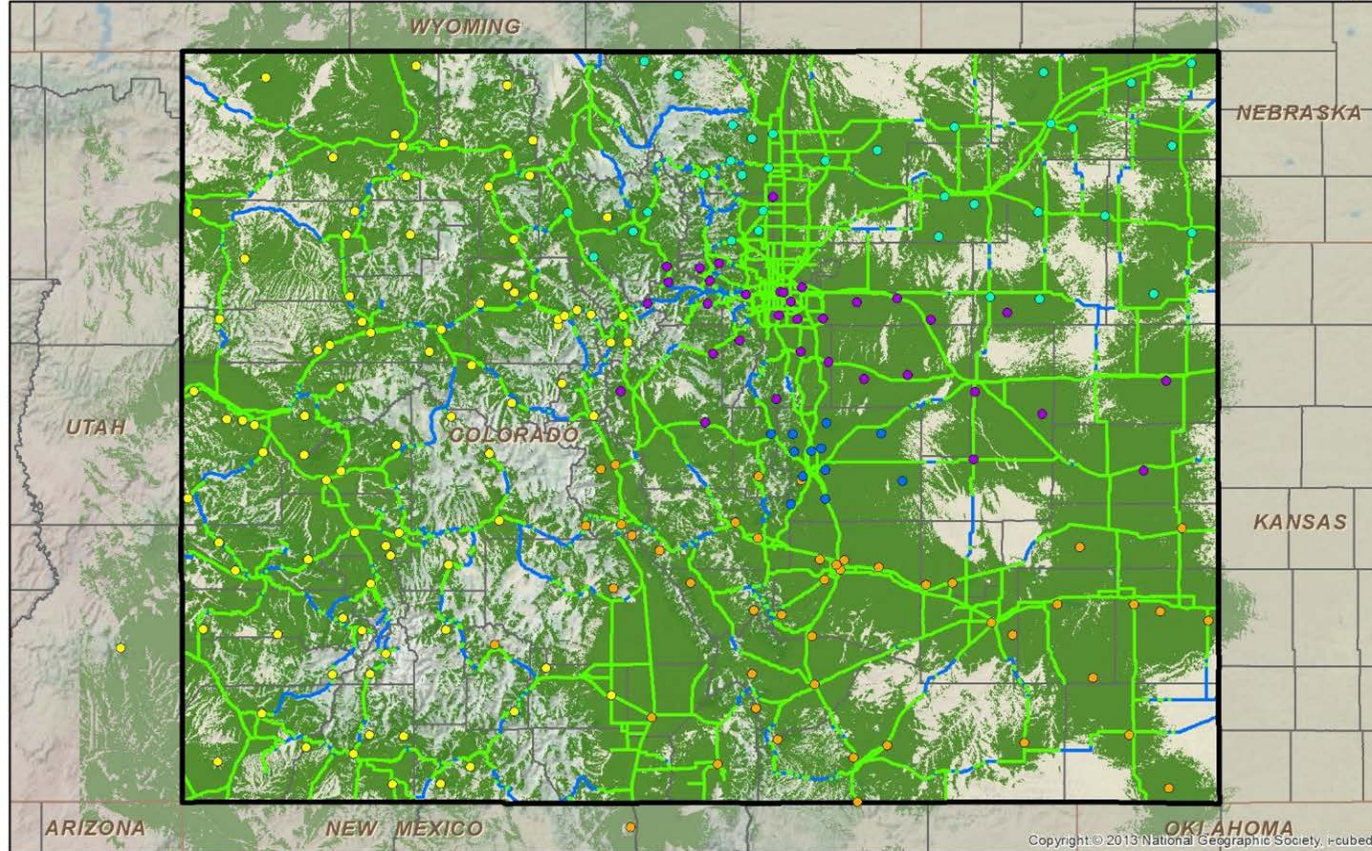 WYOMING
NEBRASKA
UTAH
COLORADO
KANSAS
ARIZONA
NEW MEXICO
OKLAHOMA
Copyright:© 2013 National Geographic Society, i-cubed